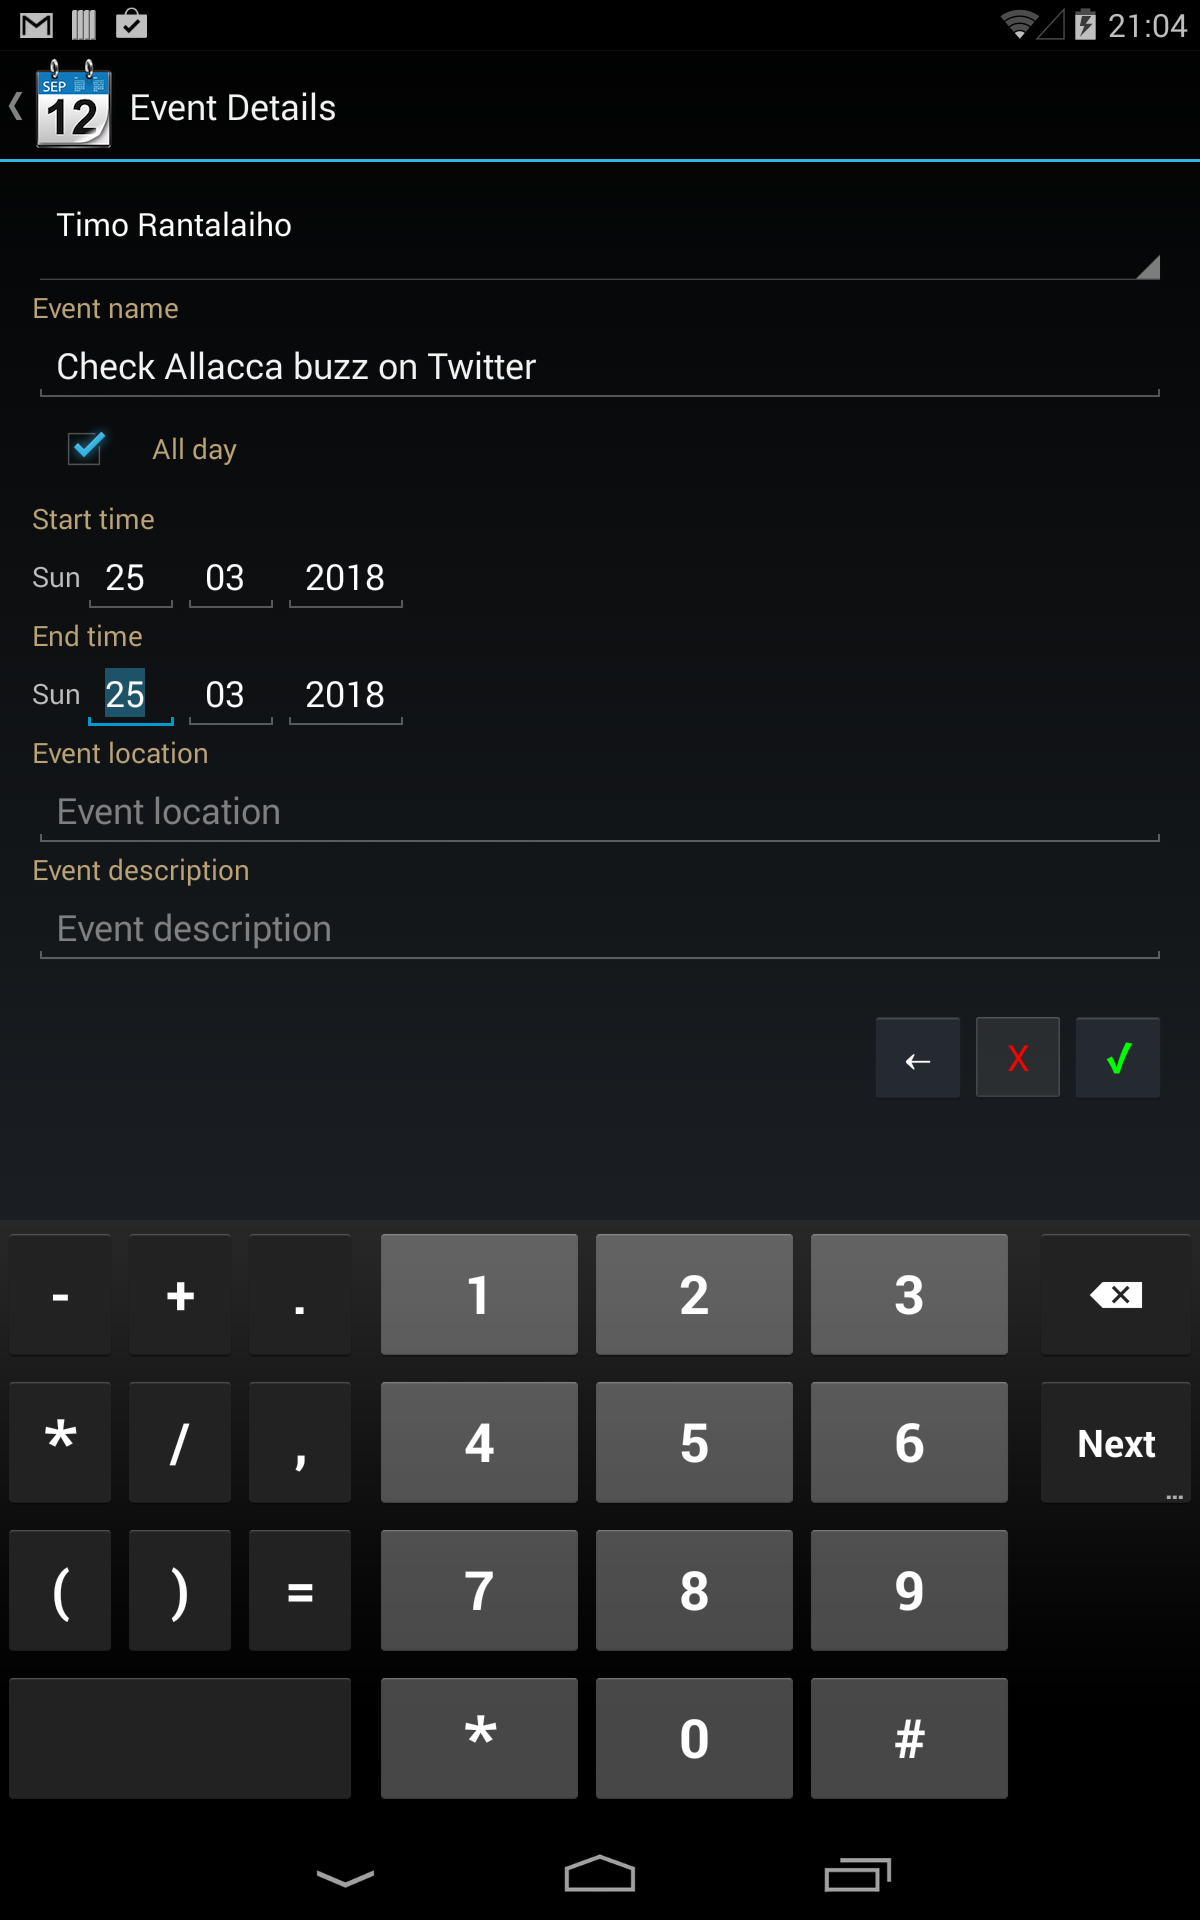 21:04
SEP
12
Event Details
Timo Rantalaiho
Event name
Check Allacca buzz on Twitter
All day
Start time
Sun 25 03 2018
End time
Sun 25 03 2018
Event location
Event location
Event description
Event description
← X √
- + . 1 2 3
* / , 4 5 6 Next
...
( ) = 7 8 9
* 0 #